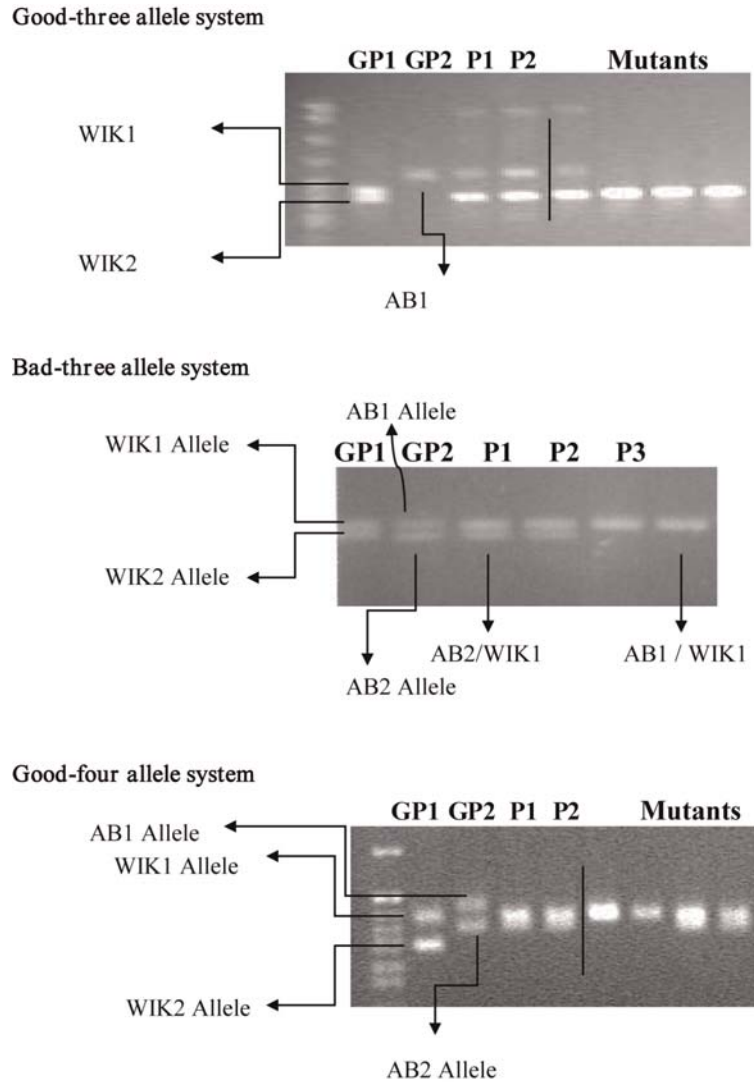 Good-three allele system
GP1 GP2 P1 P2 Mutants
WIK1
WIK2
AB1
Bad-three allele system
AB1 Allele
WIK1 Allele
GP1 GP2 P1 P2 P3
WIK2 Allele
AB2/WIK1 AB1 / WIK1
AB2 Allele
Good-four allele system
GP1 GP2 P1 P2 Mutants
AB1 Allele
WIK1 Allele
WIK2 Allele
AB2 Allele